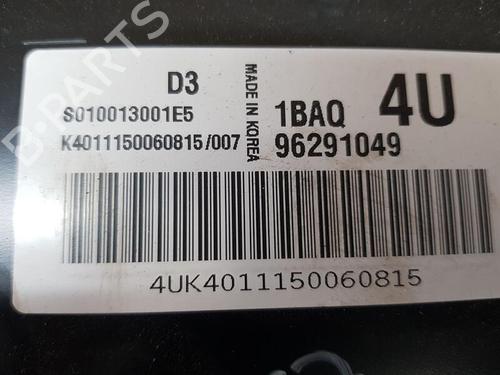 D3
S010013001E5
K4011150060815/007
MADE IN KOREA
1BAQ
4U
96291049
4UK4011150060815
B-PARTS